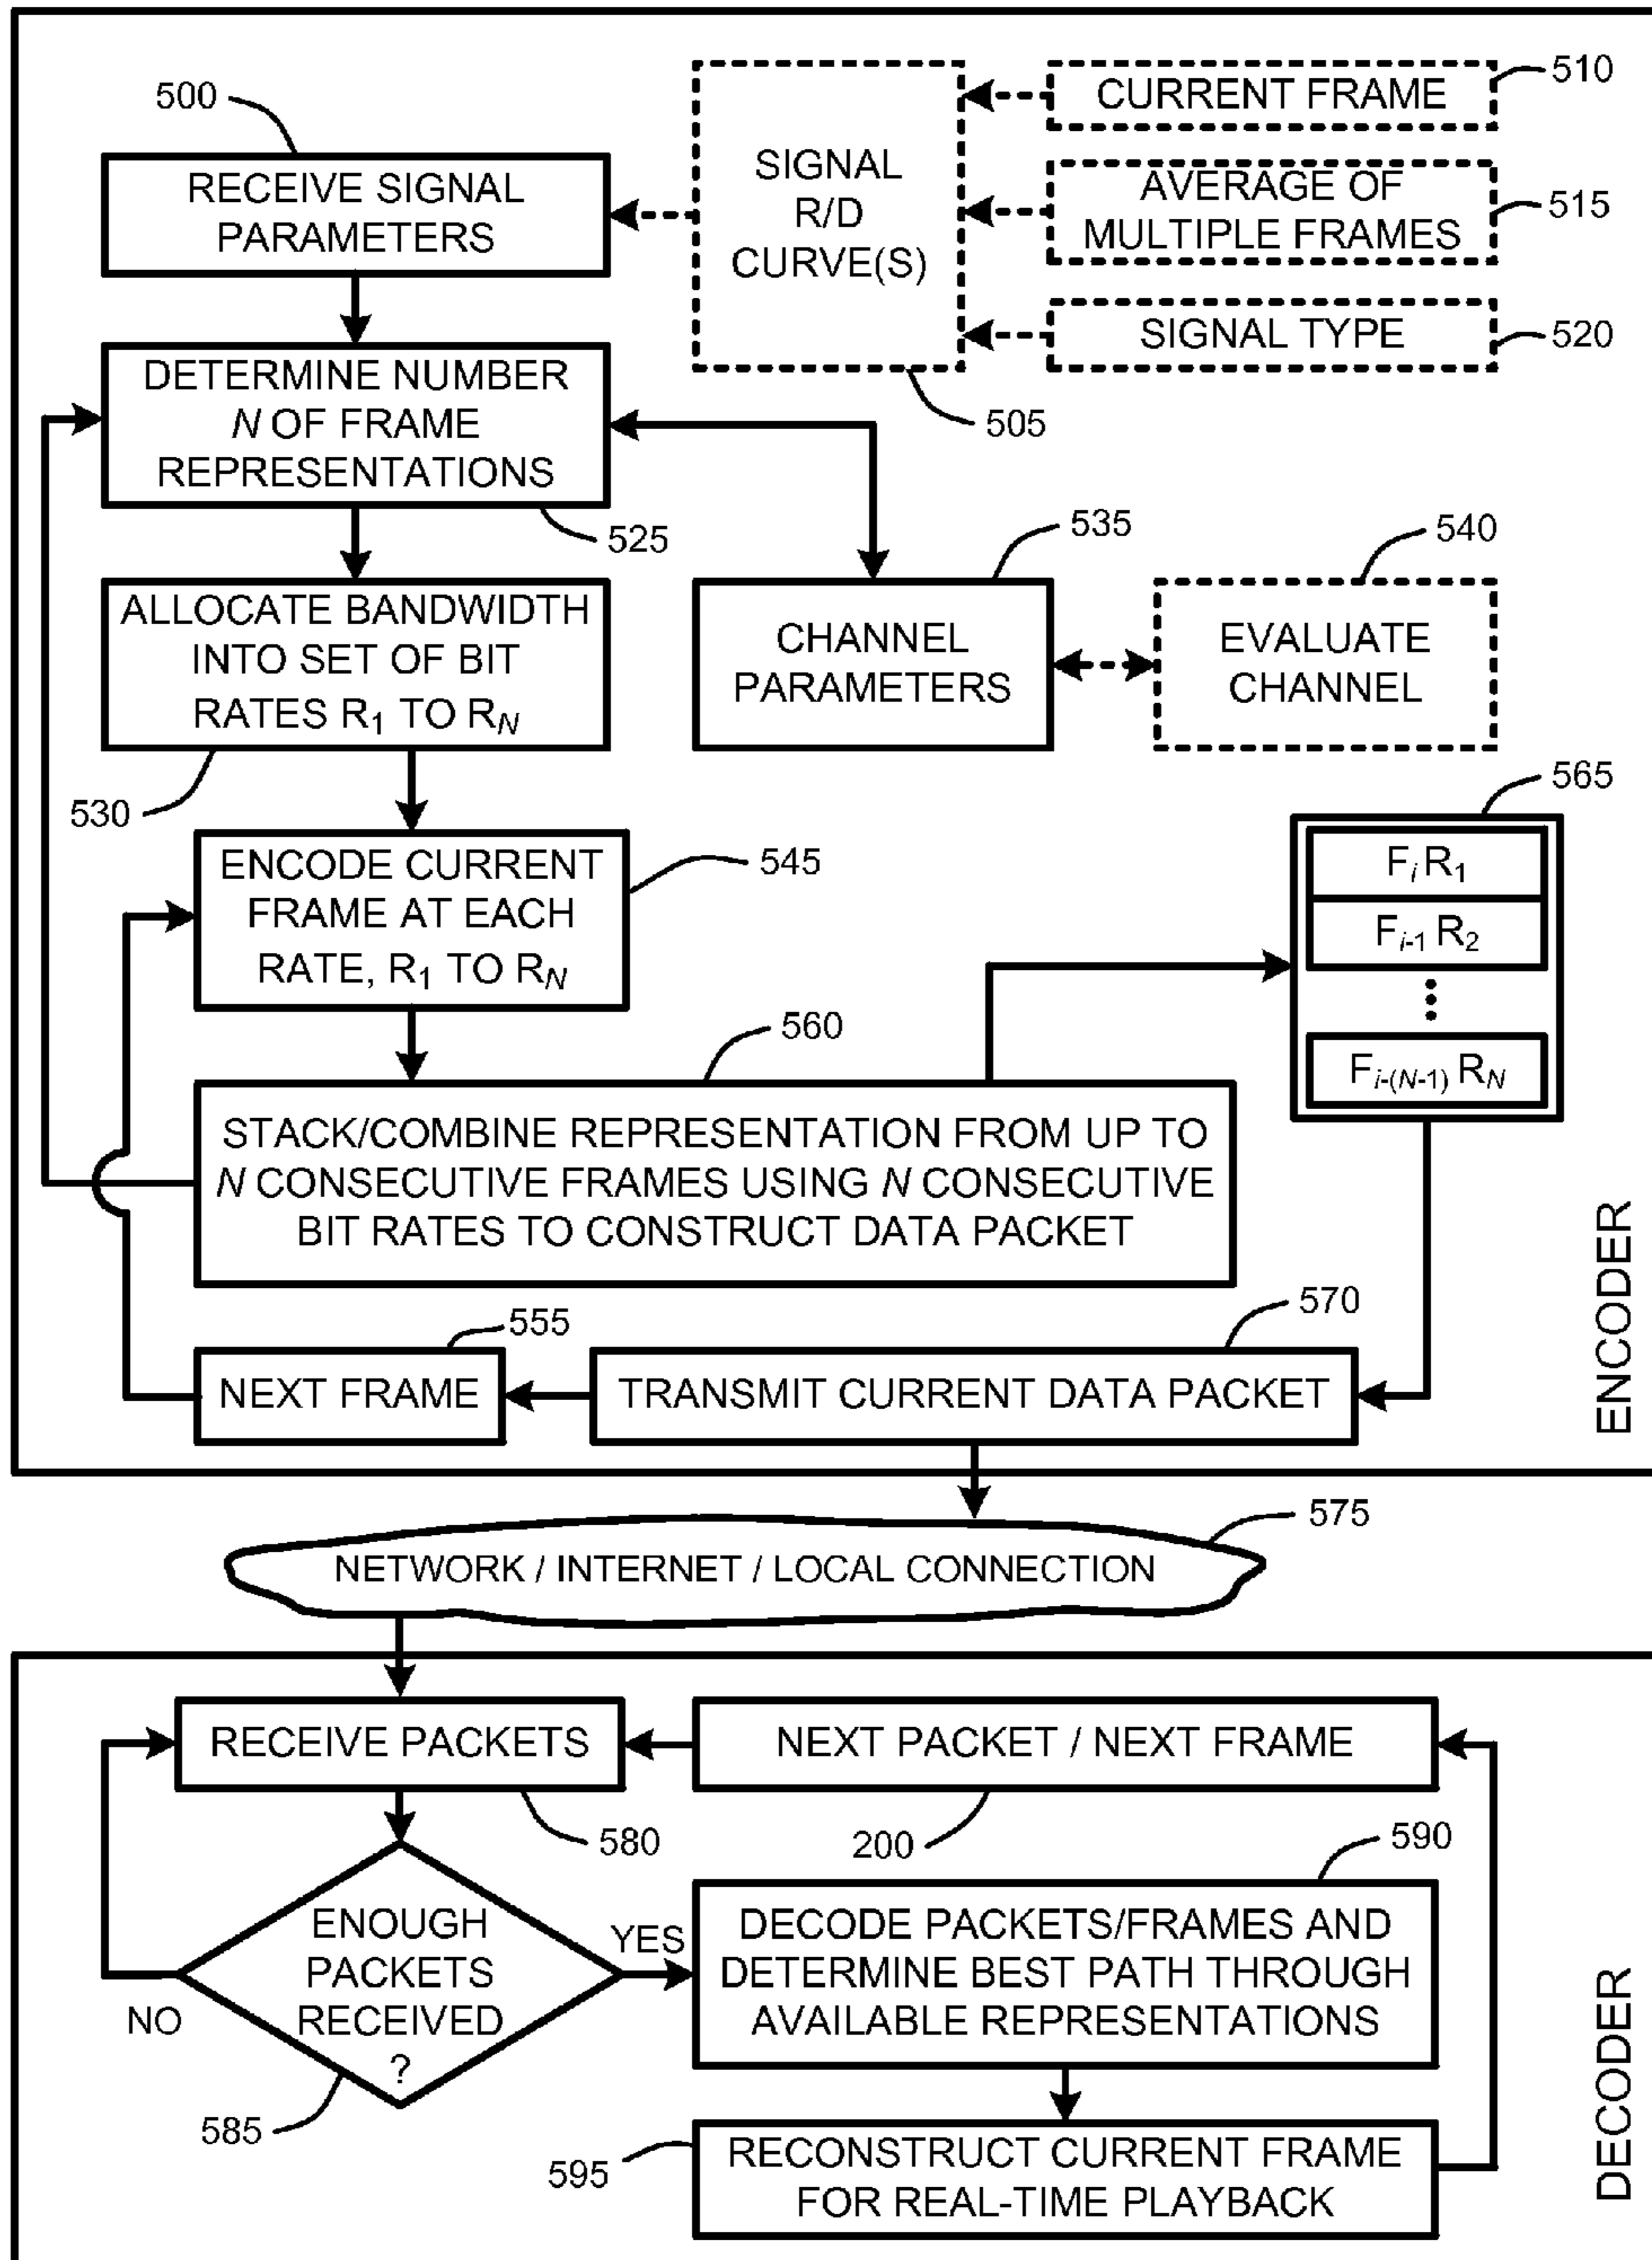 500
RECEIVE SIGNAL
PARAMETERS
SIGNAL
R/D
CURVE(S)
505
CURRENT FRAME
510
AVERAGE OF
MULTIPLE FRAMES
515
SIGNAL TYPE
520
DETERMINE NUMBER
N OF FRAME
REPRESENTATIONS
525
ALLOCATE BANDWIDTH
INTO SET OF BIT
RATES R₁ TO R_N
530
535
CHANNEL
PARAMETERS
540
EVALUATE
CHANNEL
ENCODE CURRENT
FRAME AT EACH
RATE, R₁ TO R_N
545
565
F_i R₁
F_{i-1} R₂
F_{i-(N-1)} R_N
560
STACK/COMBINE REPRESENTATION FROM UP TO
N CONSECUTIVE FRAMES USING N CONSECUTIVE
BIT RATES TO CONSTRUCT DATA PACKET
555
NEXT FRAME
570
TRANSMIT CURRENT DATA PACKET
ENCODER
575
NETWORK / INTERNET / LOCAL CONNECTION
RECEIVE PACKETS
580
NEXT PACKET / NEXT FRAME
200
ENOUGH
PACKETS
RECEIVED
?
585
NO
YES
590
DECODE PACKETS/FRAMES AND
DETERMINE BEST PATH THROUGH
AVAILABLE REPRESENTATIONS
595
RECONSTRUCT CURRENT FRAME
FOR REAL-TIME PLAYBACK
DECODER